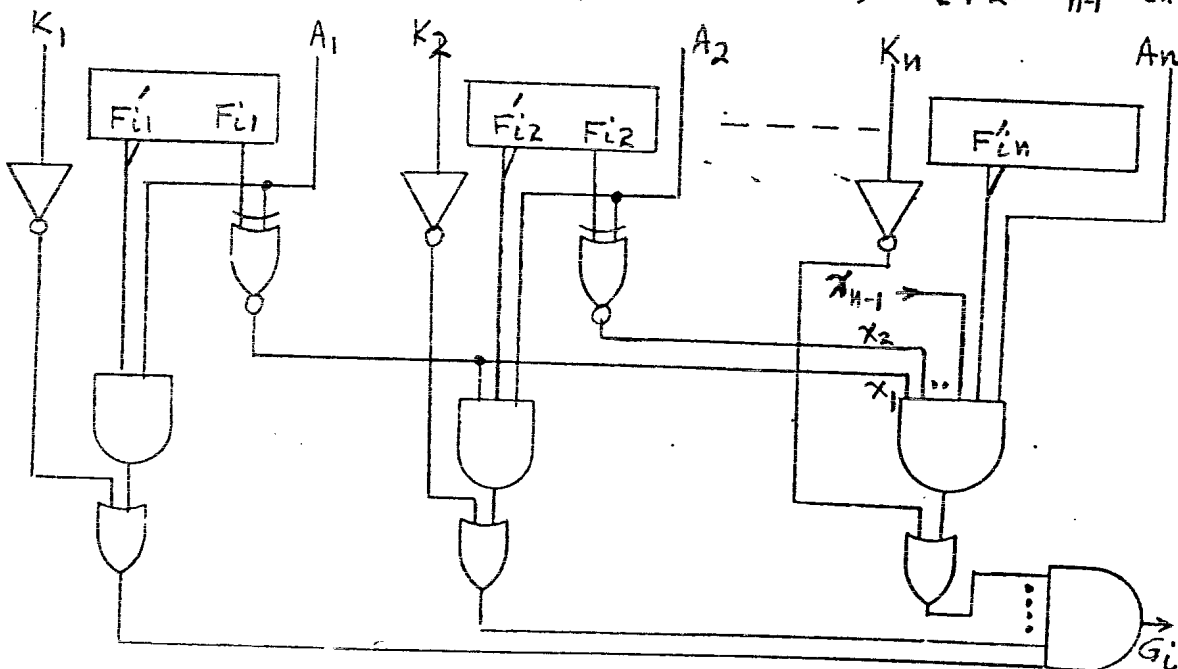 K1 A1 K2 A2 Kn An
F'i1 Fi1 F'i2 Fi2 F'in
xn-1
x2
x1
Gi